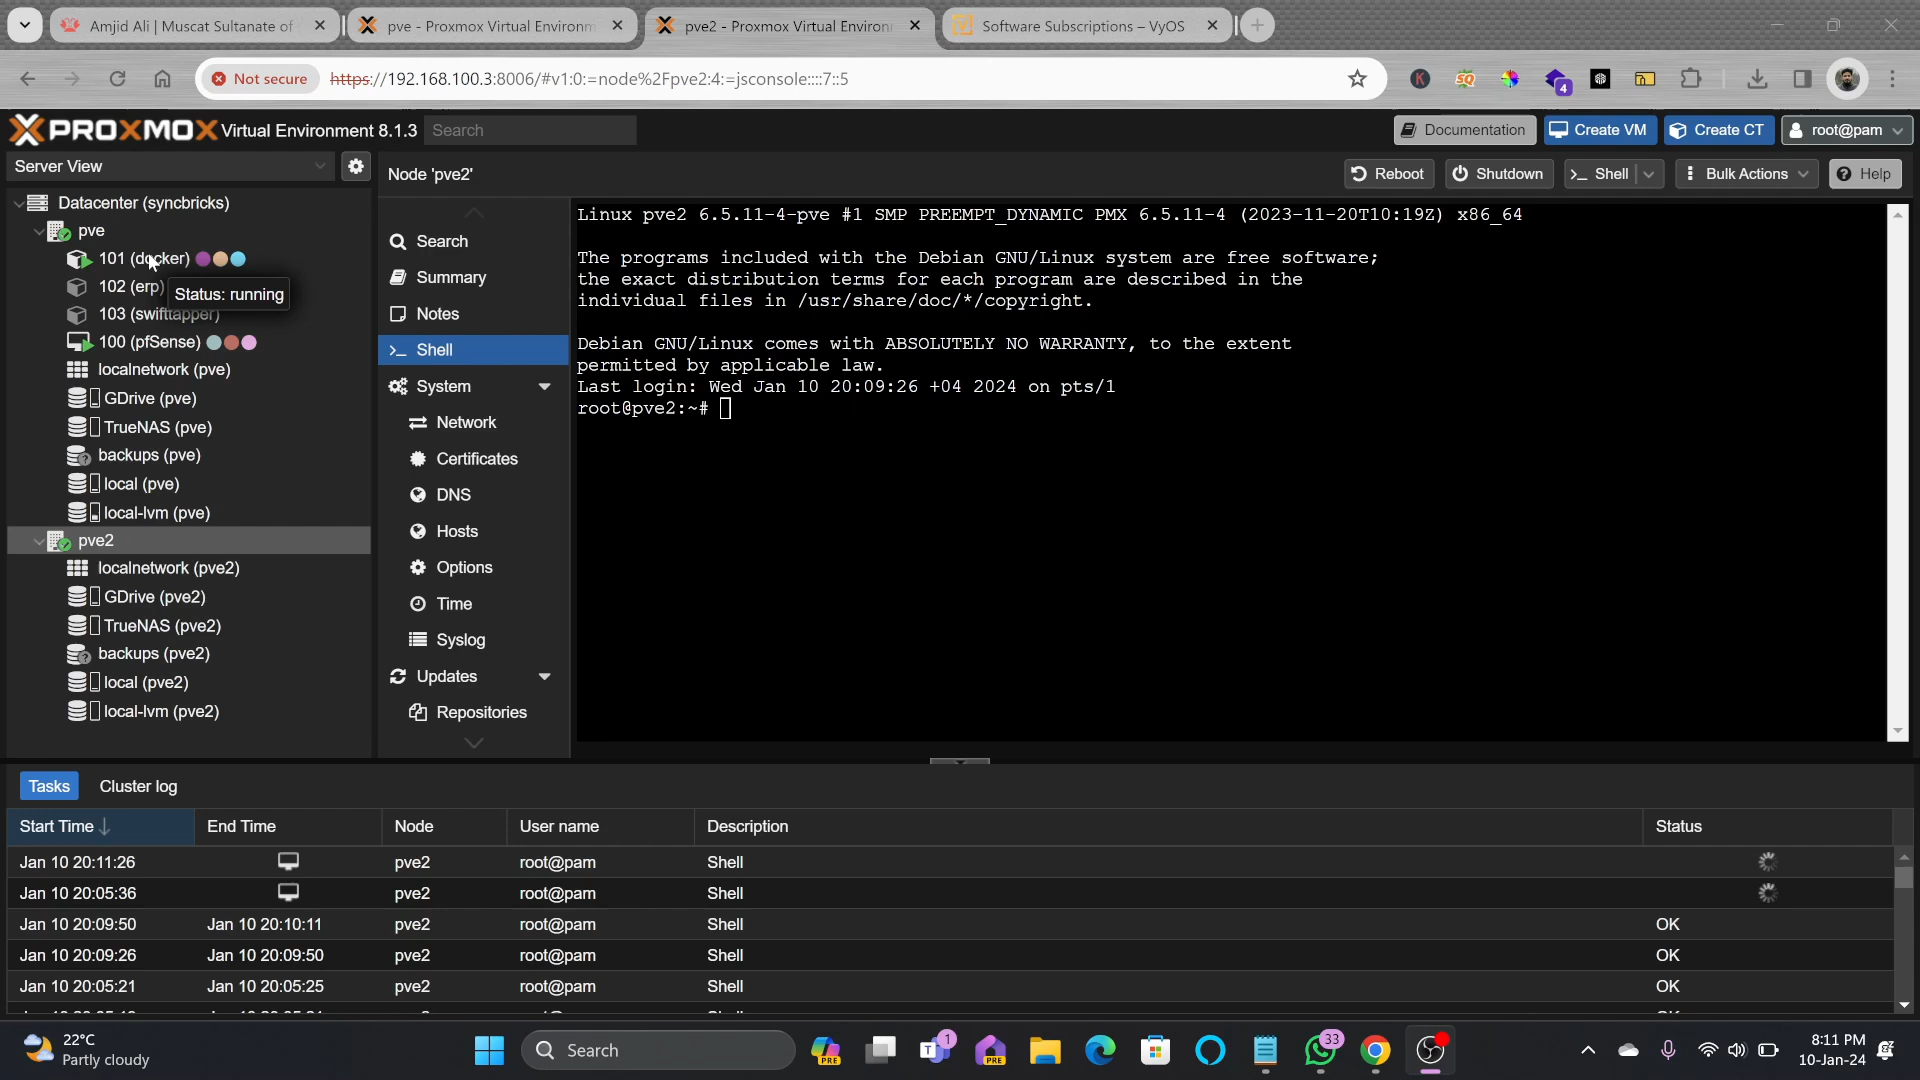 Amjid Ali | Muscat Sultanate of
pve - Proxmox Virtual Environm
pve2 - Proxmox Virtual Environ
Software Subscriptions – VyOS
Not secure
https://192.168.100.3:8006/#v1:0:=node%2Fpve2:4:=jsconsole::::7::5
4
PROXMOX Virtual Environment 8.1.3
Search
Documentation
Create VM
Create CT
root@pam
Server View
Node 'pve2'
Reboot
Shutdown
>_ Shell
Bulk Actions
Help
Datacenter (syncbricks)
pve
101 (docker)
102 (erp)
Status: running
103 (swifttapper)
100 (pfSense)
localnetwork (pve)
GDrive (pve)
TrueNAS (pve)
backups (pve)
local (pve)
local-lvm (pve)
pve2
localnetwork (pve2)
GDrive (pve2)
TrueNAS (pve2)
backups (pve2)
local (pve2)
local-lvm (pve2)
Search
Summary
Notes
>_ Shell
System
Network
Certificates
DNS
Hosts
Options
Time
Syslog
Updates
Repositories
Linux pve2 6.5.11-4-pve #1 SMP PREEMPT_DYNAMIC PMX 6.5.11-4 (2023-11-20T10:19Z) x86_64
The programs included with the Debian GNU/Linux system are free software;
the exact distribution terms for each program are described in the
individual files in /usr/share/doc/*/copyright.
Debian GNU/Linux comes with ABSOLUTELY NO WARRANTY, to the extent
permitted by applicable law.
Last login: Wed Jan 10 20:09:26 +04 2024 on pts/1
root@pve2:~#
Tasks
Cluster log
Start Time
End Time
Node
User name
Description
Status
Jan 10 20:11:26
pve2
root@pam
Shell
Jan 10 20:05:36
pve2
root@pam
Shell
Jan 10 20:09:50
Jan 10 20:10:11
pve2
root@pam
Shell
OK
Jan 10 20:09:26
Jan 10 20:09:50
pve2
root@pam
Shell
OK
Jan 10 20:05:21
Jan 10 20:05:25
pve2
root@pam
Shell
OK
22°C
Partly cloudy
Search
PRE
1
PRE
33
8:11 PM
10-Jan-24